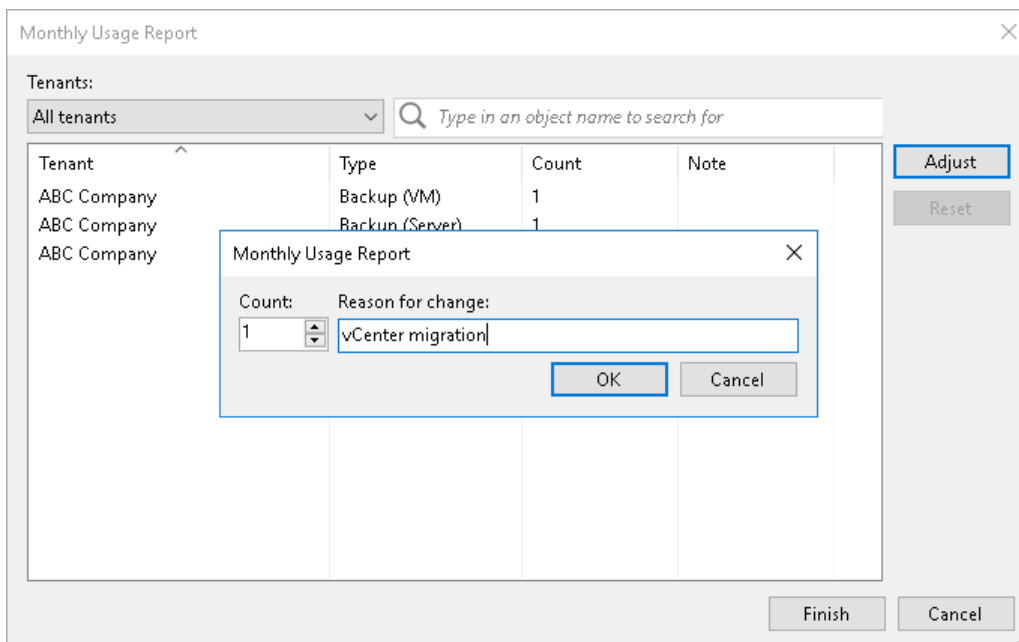 Monthly Usage Report
Tenants:
All tenants
Type in an object name to search for
Tenant Type Count Note
Adjust
ABC Company Backup (VM) 1
Reset
ABC Company Backup (Server) 1
ABC Company
Monthly Usage Report
Count: Reason for change:
1 vCenter migration
OK Cancel
Finish Cancel